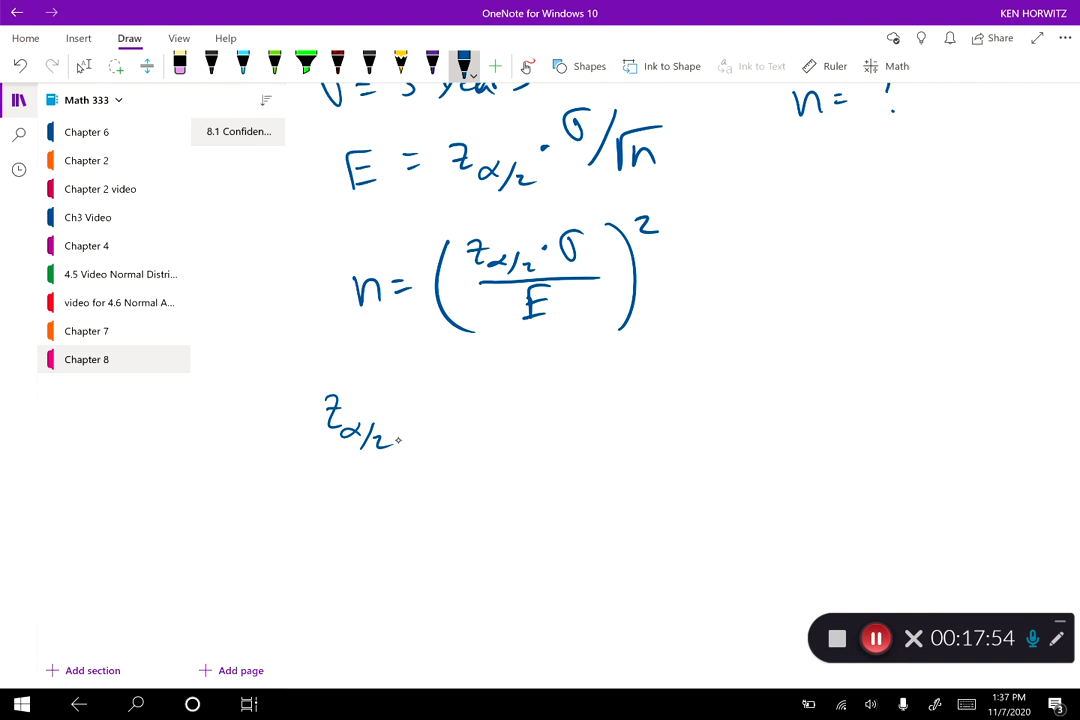 OneNote for Windows 10
KEN HORWITZ
Home Insert Draw View Help
Share
Shapes Ink to Shape Ink to Text Ruler Math
Math 333
8.1 Confiden...
Chapter 6
Chapter 2
Chapter 2 video
Ch3 Video
Chapter 4
4.5 Video Normal Distri...
video for 4.6 Normal A...
Chapter 7
Chapter 8
σ = 3 years
n = ?
E = z α/2 · σ/√n
n = ( z α/2 · σ / E )²
z α/2
00:17:54
Add section
Add page
1:37 PM
11/7/2020
3